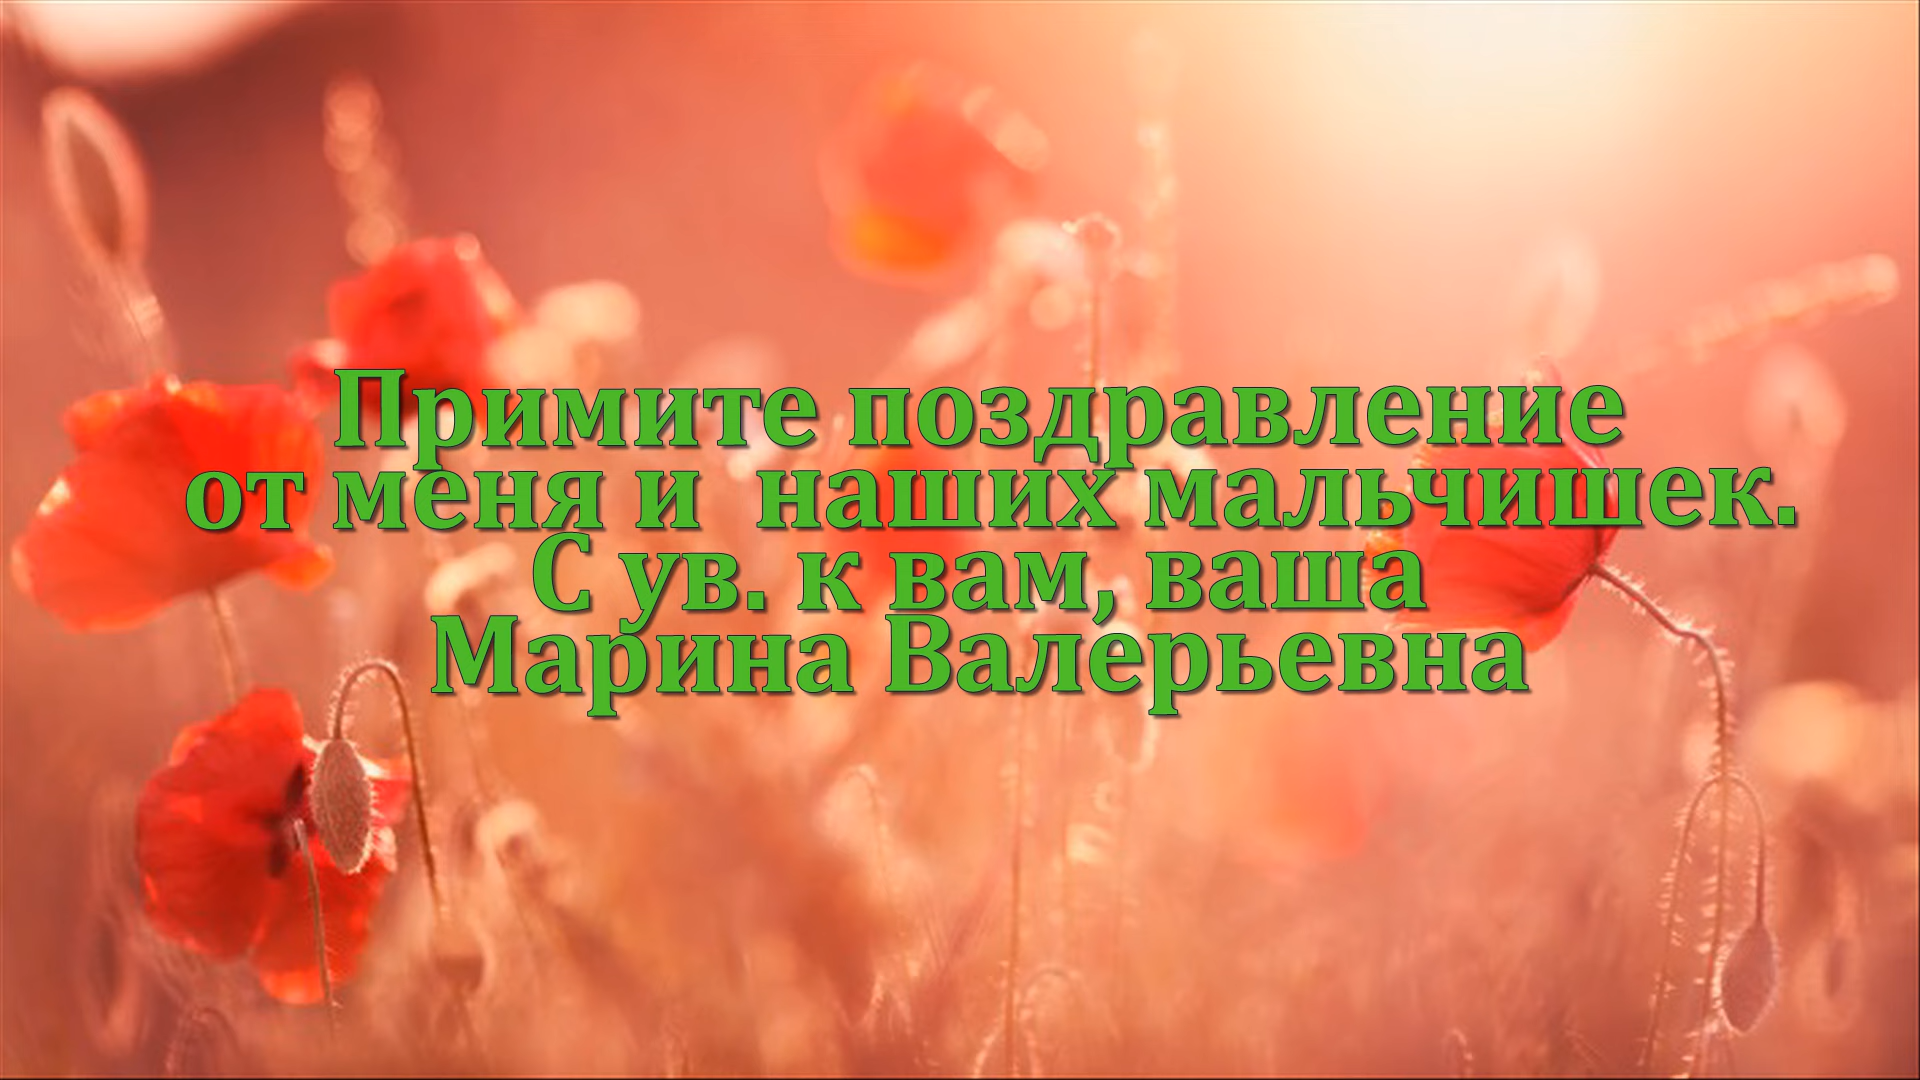 Примите поздравление
от меня и  наших мальчишек.
С ув. к вам, ваша
Марина Валерьевна